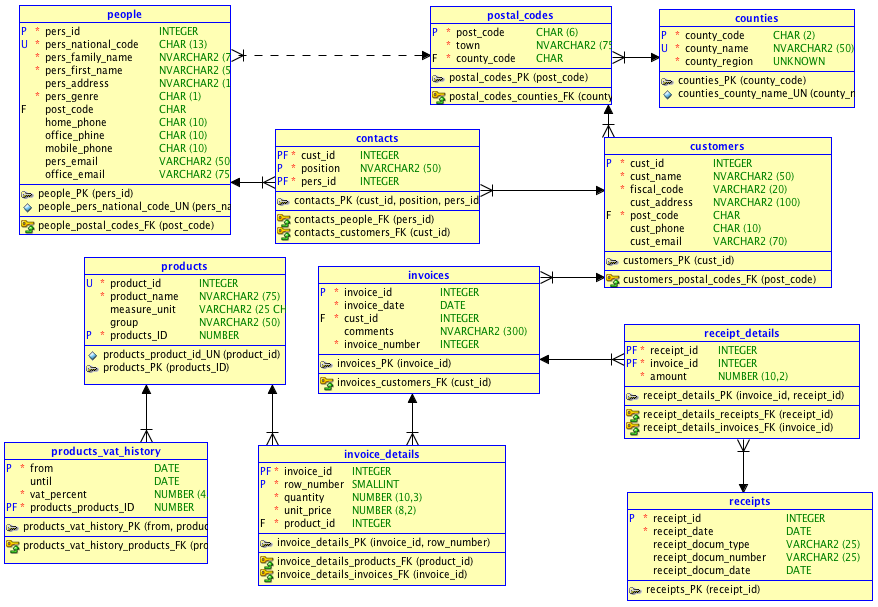 people
P * pers_id INTEGER
U * pers_national_code CHAR (13)
* pers_family_name NVARCHAR2 (7
* pers_first_name NVARCHAR2 (5
pers_address NVARCHAR2 (1
* pers_genre CHAR (1)
F post_code CHAR
home_phone CHAR (10)
office_phine CHAR (10)
mobile_phone CHAR (10)
pers_email VARCHAR2 (50
office_email VARCHAR2 (75
people_PK (pers_id)
people_pers_national_code_UN (pers_na
people_postal_codes_FK (post_code)
postal_codes
P * post_code CHAR (6)
* town NVARCHAR2 (75
F * county_code CHAR
postal_codes_PK (post_code)
postal_codes_counties_FK (county
counties
P * county_code CHAR (2)
U * county_name NVARCHAR2 (50)
* county_region UNKNOWN
counties_PK (county_code)
counties_county_name_UN (county_n
contacts
PF * cust_id INTEGER
P * position NVARCHAR2 (50)
PF * pers_id INTEGER
contacts_PK (cust_id, position, pers_id
contacts_people_FK (pers_id)
contacts_customers_FK (cust_id)
customers
P * cust_id INTEGER
* cust_name NVARCHAR2 (50)
* fiscal_code VARCHAR2 (20)
cust_address NVARCHAR2 (100)
F * post_code CHAR
cust_phone CHAR (10)
cust_email VARCHAR2 (70)
customers_PK (cust_id)
customers_postal_codes_FK (post_code)
products
U * product_id INTEGER
* product_name NVARCHAR2 (75)
measure_unit VARCHAR2 (25 CH
group NVARCHAR2 (50)
P * products_ID NUMBER
products_product_id_UN (product_id)
products_PK (products_ID)
invoices
P * invoice_id INTEGER
* invoice_date DATE
F * cust_id INTEGER
comments NVARCHAR2 (300)
* invoice_number INTEGER
invoices_PK (invoice_id)
invoices_customers_FK (cust_id)
receipt_details
PF * receipt_id INTEGER
PF * invoice_id INTEGER
* amount NUMBER (10,2)
receipt_details_PK (invoice_id, receipt_id)
receipt_details_receipts_FK (receipt_id)
receipt_details_invoices_FK (invoice_id)
products_vat_history
P * from DATE
until DATE
* vat_percent NUMBER (4
PF * products_products_ID NUMBER
products_vat_history_PK (from, produc
products_vat_history_products_FK (pro
invoice_details
PF * invoice_id INTEGER
P * row_number SMALLINT
* quantity NUMBER (10,3)
* unit_price NUMBER (8,2)
F * product_id INTEGER
invoice_details_PK (invoice_id, row_number)
invoice_details_products_FK (product_id)
invoice_details_invoices_FK (invoice_id)
receipts
P * receipt_id INTEGER
* receipt_date DATE
receipt_docum_type VARCHAR2 (25)
receipt_docum_number VARCHAR2 (25)
receipt_docum_date DATE
receipts_PK (receipt_id)